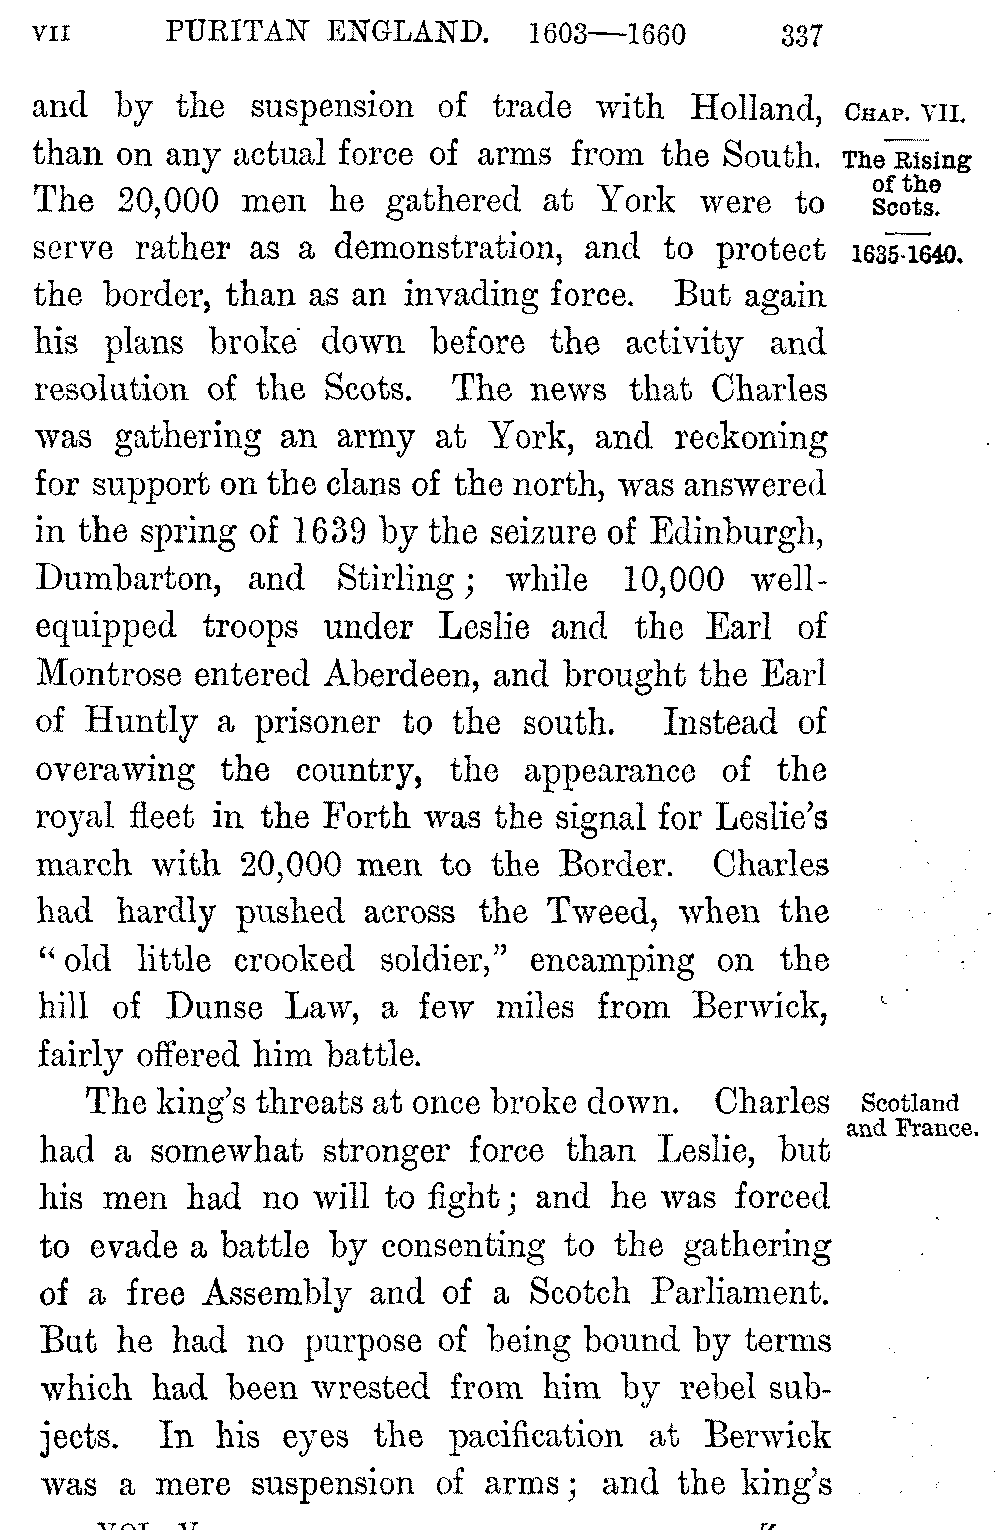 VII PURITAN ENGLAND. 1603—1660 337
and by the suspension of trade with Holland,
than on any actual force of arms from the South.
The 20,000 men he gathered at York were to
serve rather as a demonstration, and to protect
the border, than as an invading force. But again
his plans broke down before the activity and
resolution of the Scots. The news that Charles
was gathering an army at York, and reckoning
for support on the clans of the north, was answered
in the spring of 1639 by the seizure of Edinburgh,
Dumbarton, and Stirling; while 10,000 well-
equipped troops under Leslie and the Earl of
Montrose entered Aberdeen, and brought the Earl
of Huntly a prisoner to the south. Instead of
overawing the country, the appearance of the
royal fleet in the Forth was the signal for Leslie's
march with 20,000 men to the Border. Charles
had hardly pushed across the Tweed, when the
"old little crooked soldier," encamping on the
hill of Dunse Law, a few miles from Berwick,
fairly offered him battle.
The king's threats at once broke down. Charles
had a somewhat stronger force than Leslie, but
his men had no will to fight; and he was forced
to evade a battle by consenting to the gathering
of a free Assembly and of a Scotch Parliament.
But he had no purpose of being bound by terms
which had been wrested from him by rebel sub-
jects. In his eyes the pacification at Berwick
was a mere suspension of arms; and the king's
CHAP. VII.
The Rising
of the
Scots.
1635-1640.
Scotland
and France.